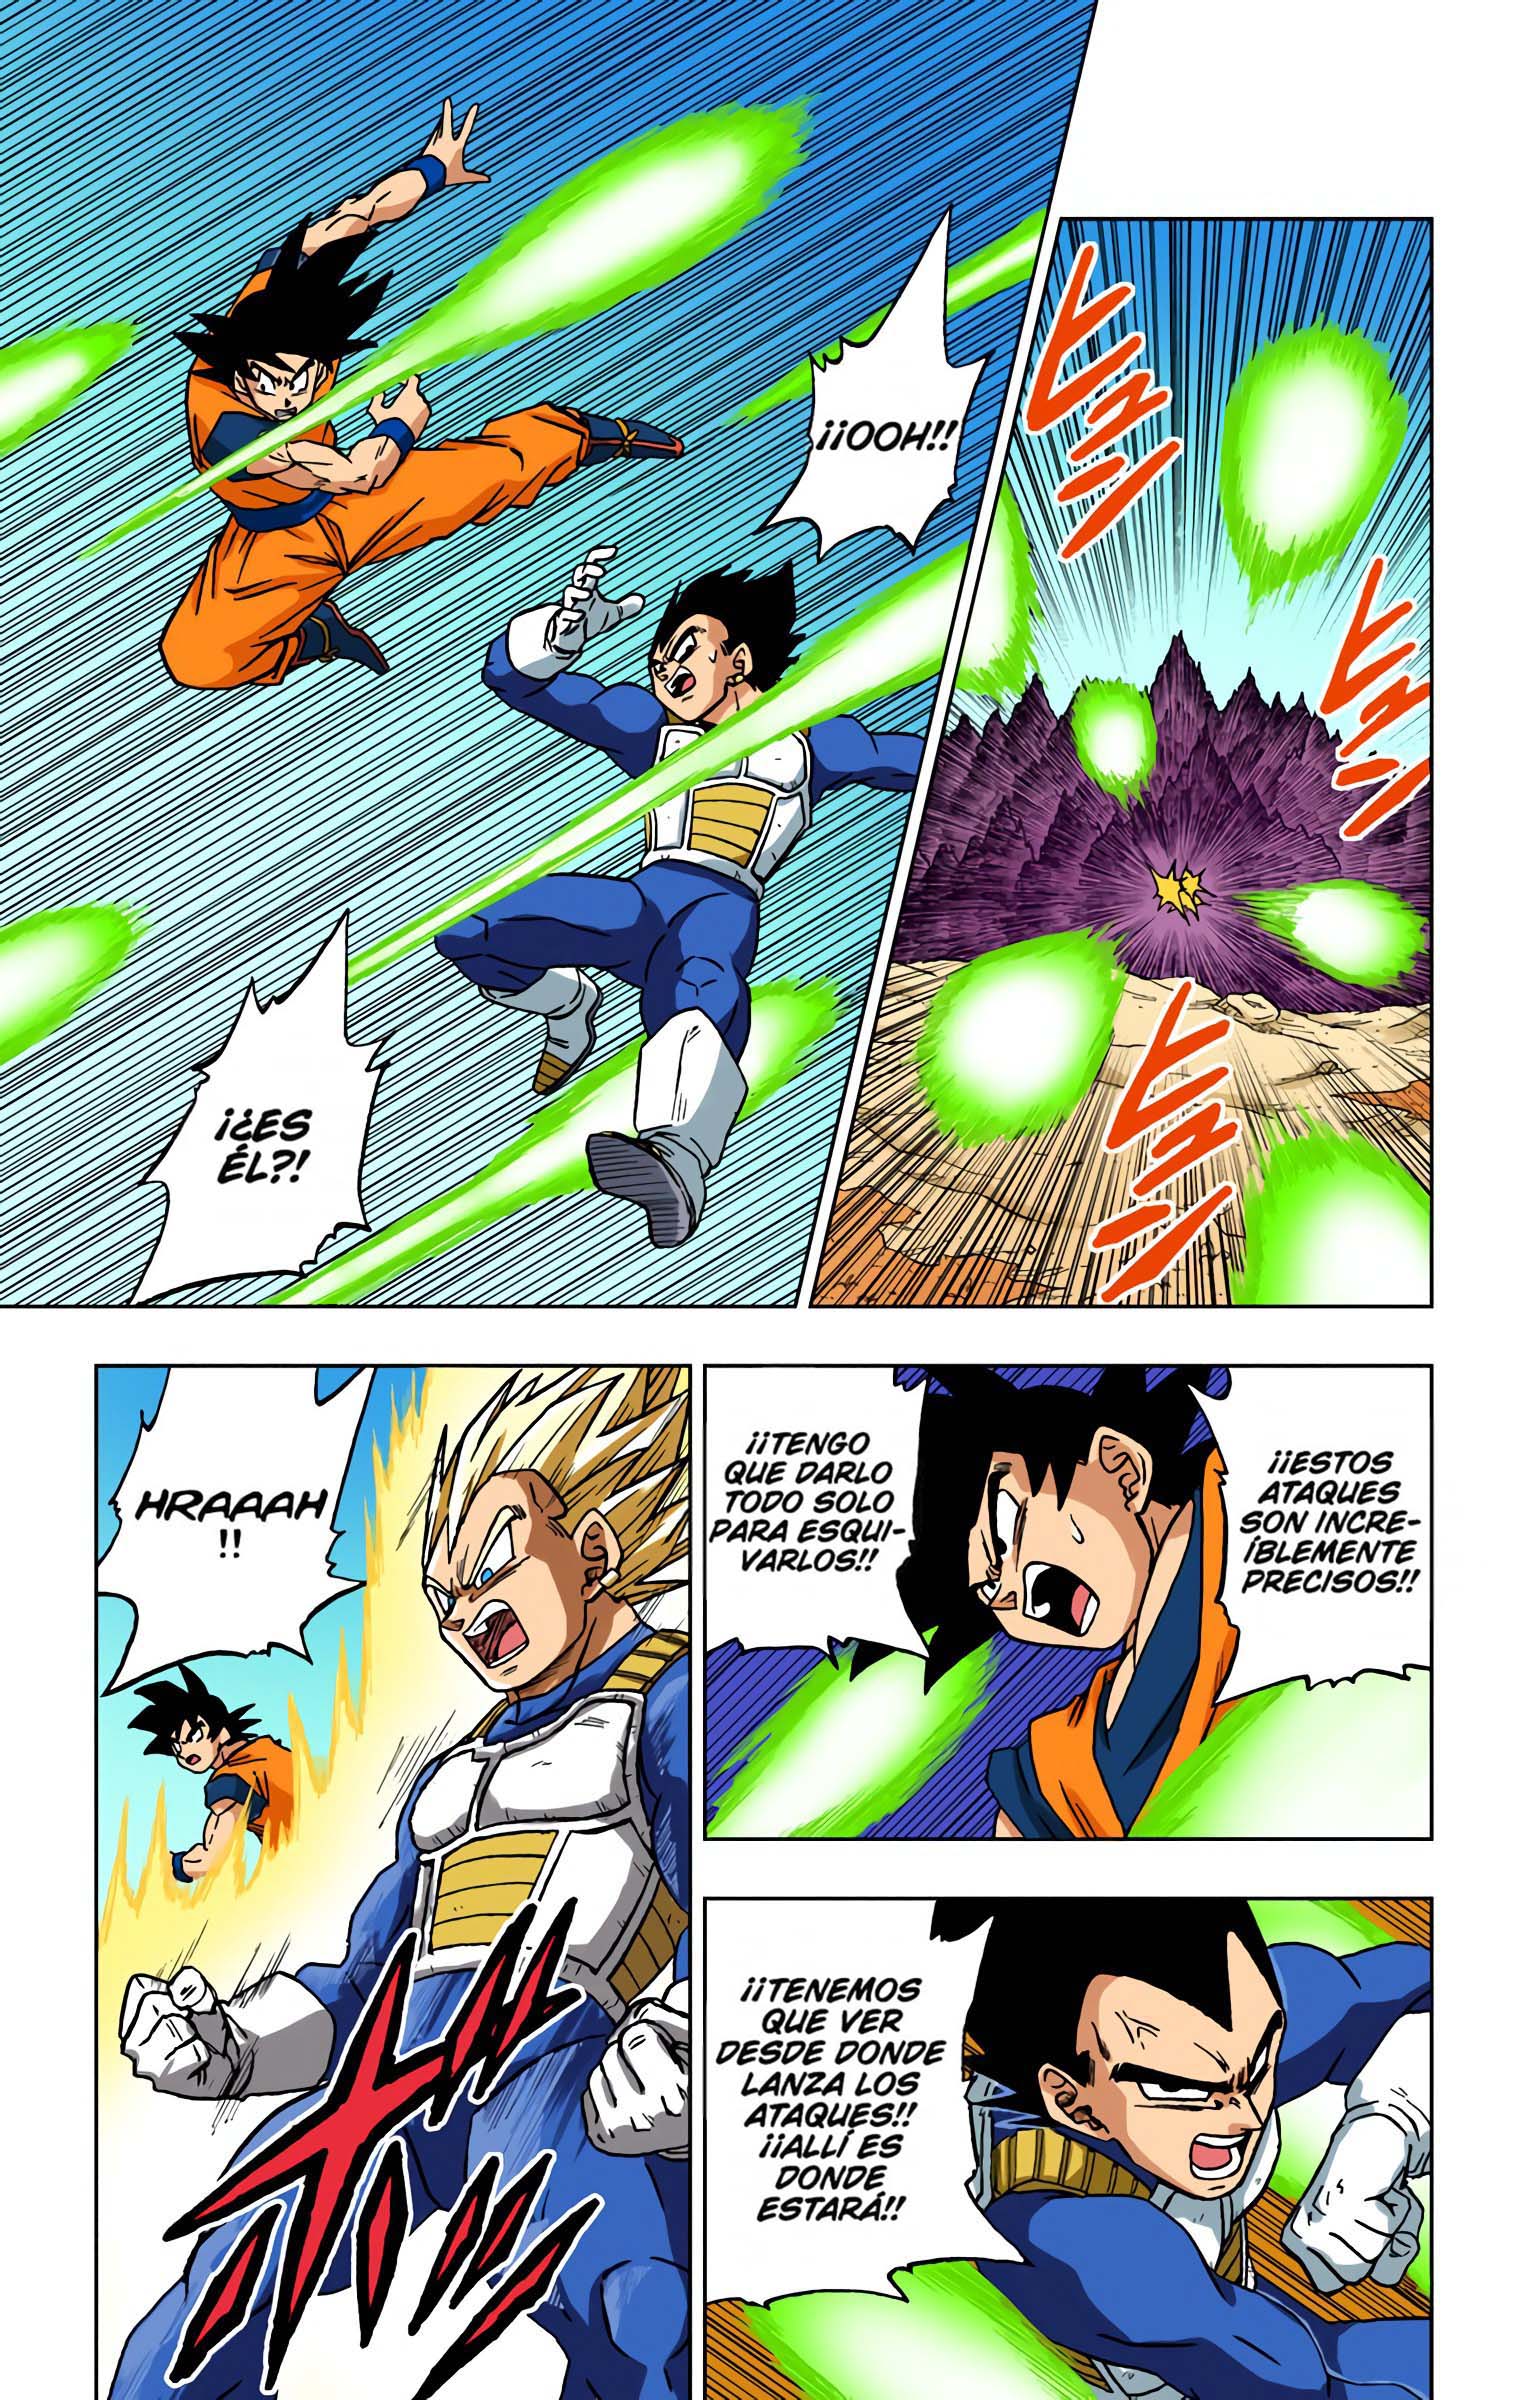 ヒュン
ヒュン
ヒュン
¡¡OOH!!
¡¿ES
ÉL?!
¡¡ESTOS
ATAQUES
SON INCRE-
ÍBLEMENTE
PRECISOS!!
¡¡TENGO
QUE DARLO
TODO SOLO
PARA ESQUI-
VARLOS!!
¡¡TENEMOS
QUE VER
DESDE DONDE
LANZA LOS
ATAQUES!!
¡¡ALLÍ ES
DONDE
ESTARÁ!!
HRAAAH
!!